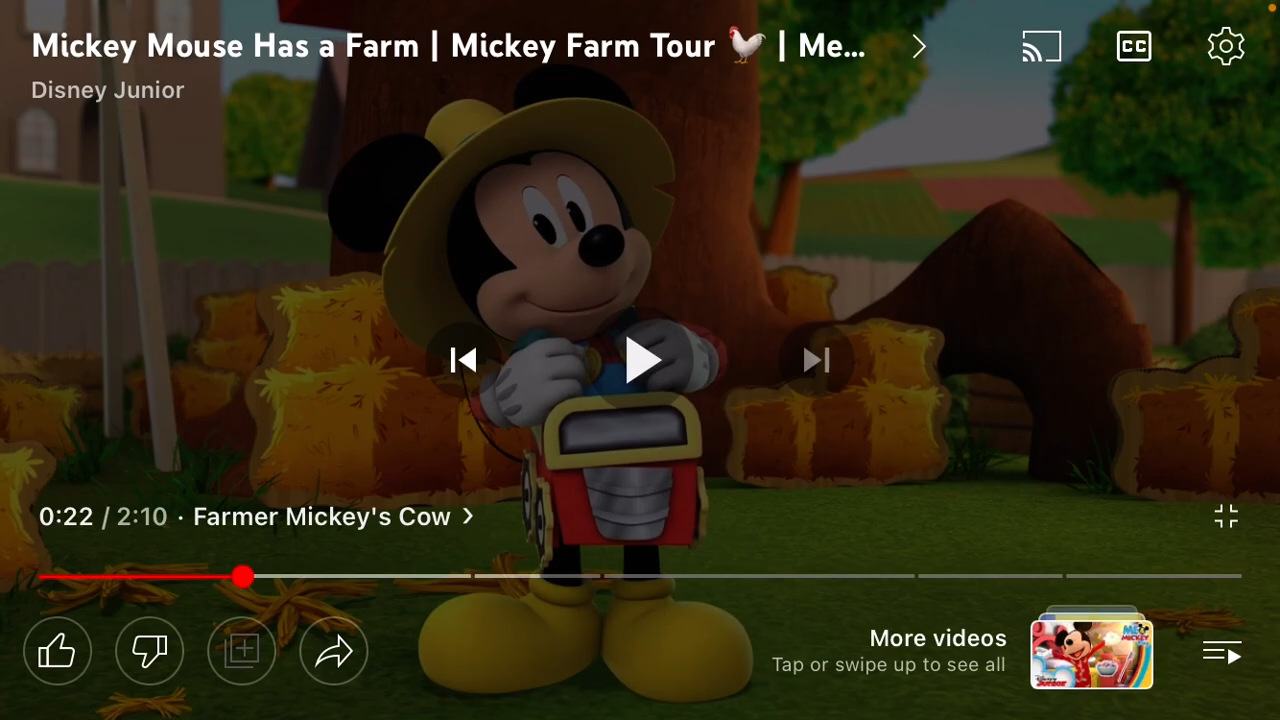 Mickey Mouse Has a Farm | Mickey Farm Tour 🐓 | Me...
CC
Disney Junior
0:22 / 2:10 · Farmer Mickey's Cow >
More videos
Tap or swipe up to see all